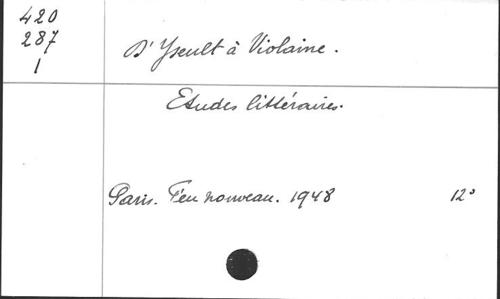 420
287
1
D'Yseult à Violaine.
Etudes littéraires.
Paris. Feu nouveau. 1948 12°